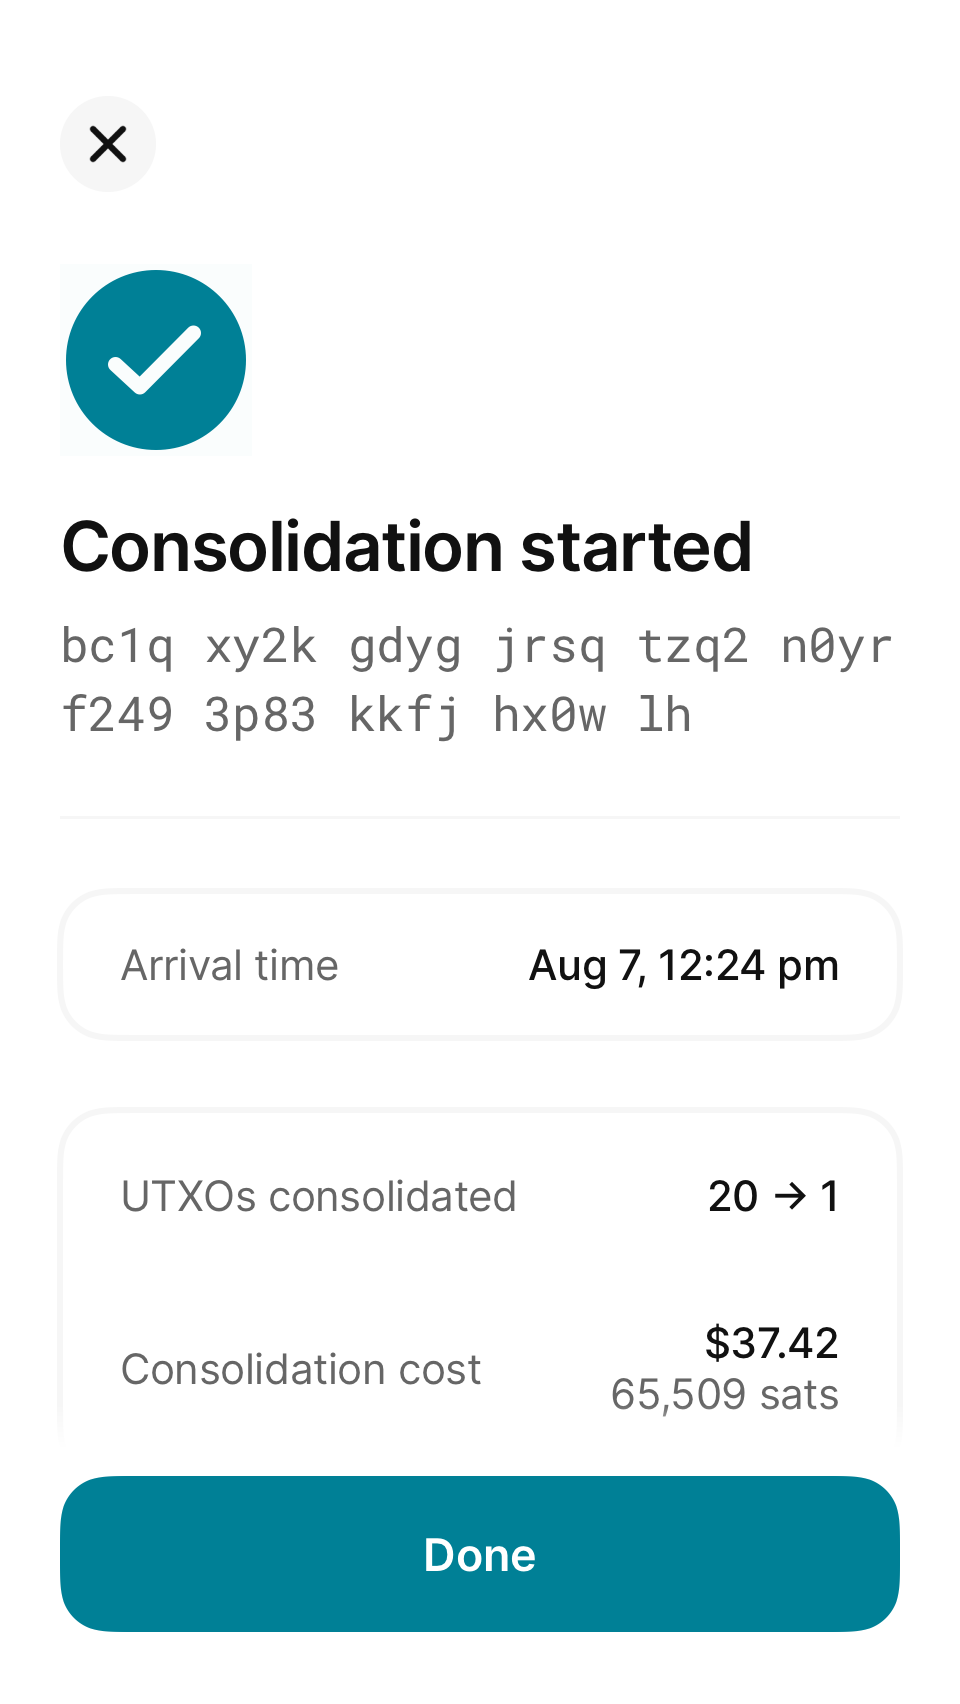 Consolidation started
bc1q xy2k gdyg jrsq tzq2 n0yr
f249 3p83 kkfj hx0w lh
Arrival time Aug 7, 12:24 pm
UTXOs consolidated 20 → 1
Consolidation cost $37.42
65,509 sats
Done